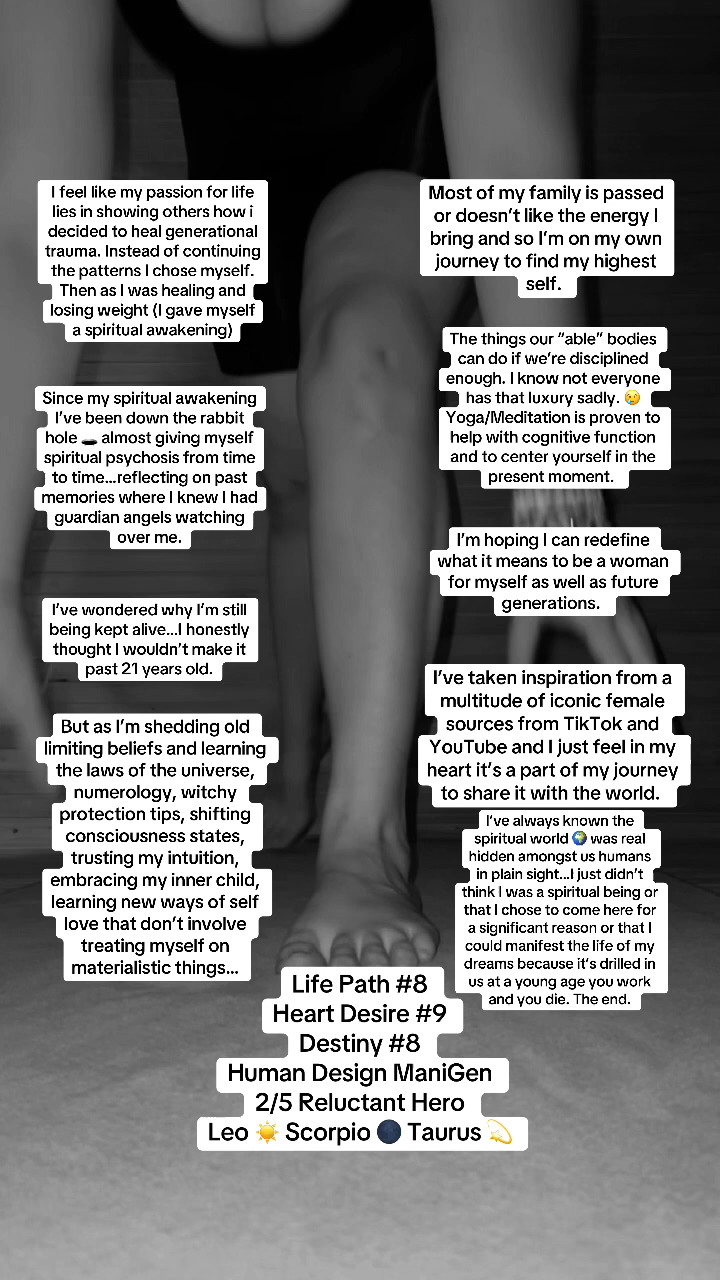 I feel like my passion for life
lies in showing others how i
decided to heal generational
trauma. Instead of continuing
the patterns I chose myself.
Then as I was healing and
losing weight (I gave myself
a spiritual awakening)
Since my spiritual awakening
I've been down the rabbit
hole 🕳️ almost giving myself
spiritual psychosis from time
to time...reflecting on past
memories where I knew I had
guardian angels watching
over me.
I've wondered why I'm still
being kept alive...I honestly
thought I wouldn't make it
past 21 years old.
But as I'm shedding old
limiting beliefs and learning
the laws of the universe,
numerology, witchy
protection tips, shifting
consciousness states,
trusting my intuition,
embracing my inner child,
learning new ways of self
love that don't involve
treating myself on
materialistic things...
Most of my family is passed
or doesn't like the energy I
bring and so I'm on my own
journey to find my highest
self.
The things our "able" bodies
can do if we're disciplined
enough. I know not everyone
has that luxury sadly. 😢
Yoga/Meditation is proven to
help with cognitive function
and to center yourself in the
present moment.
I'm hoping I can redefine
what it means to be a woman
for myself as well as future
generations.
I've taken inspiration from a
multitude of iconic female
sources from TikTok and
YouTube and I just feel in my
heart it's a part of my journey
to share it with the world.
I've always known the
spiritual world 🌍 was real
hidden amongst us humans
in plain sight...I just didn't
think I was a spiritual being or
that I chose to come here for
a significant reason or that I
could manifest the life of my
dreams because it's drilled in
us at a young age you work
and you die. The end.
Life Path #8
Heart Desire #9
Destiny #8
Human Design ManiGen
2/5 Reluctant Hero
Leo ☀️ Scorpio 🌑 Taurus 💫